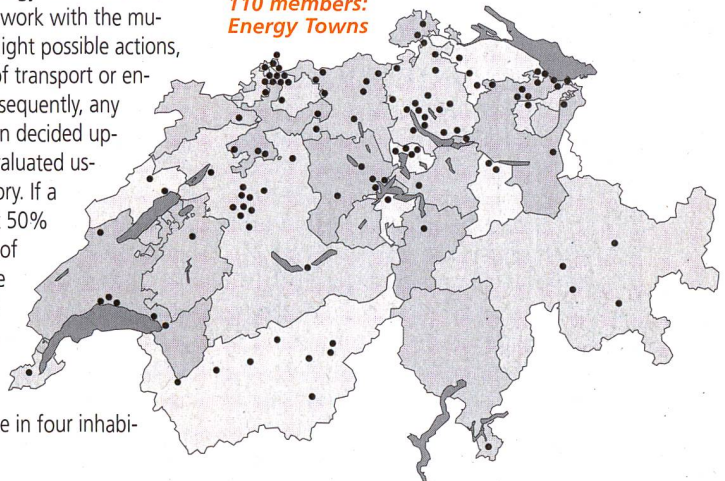 110 members:
Energy Towns
work with the mu-
ight possible actions,
of transport or en-
sequently, any
n decided up-
valuated us-
ory. If a
50%
of
e
e in four inhabi-